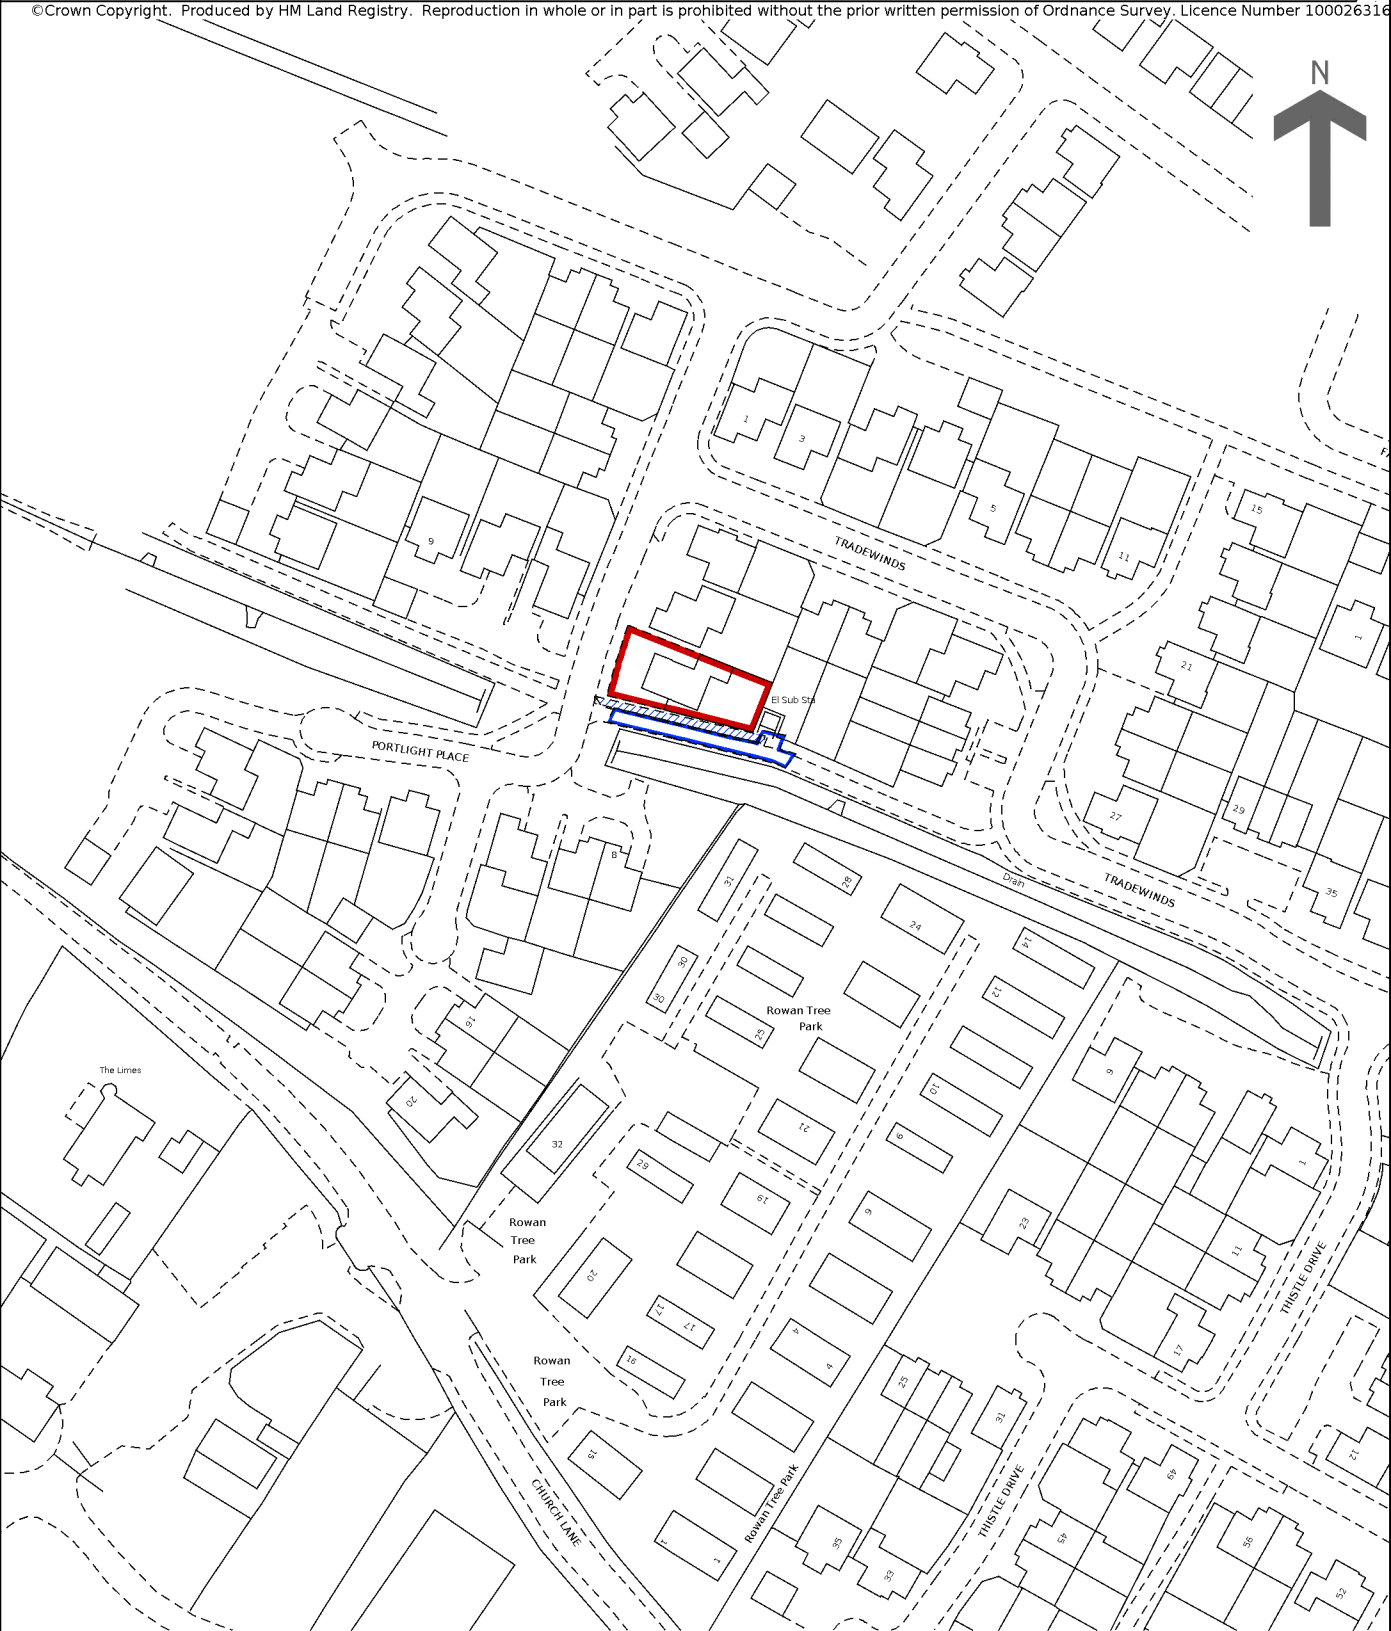 ©Crown Copyright. Produced by HM Land Registry. Reproduction in whole or in part is prohibited without the prior written permission of Ordnance Survey. Licence Number 100026316
N
1
3
5
9
11
15
TRADEWINDS
1
21
El Sub Sta
PORTLIGHT PLACE
27
29
8
31
28
Drain
TRADEWINDS
35
24
14
30
30
12
25
Rowan Tree
Park
16
The Limes
20
10
6
32
21
9
29
19
1
Rowan
Tree
Park
6
23
11
20
THISTLE DRIVE
17
17
4
4
17
16
Rowan
Tree
Park
25
31
15
12
49
CHURCH LANE
Rowan Tree Park
THISTLE DRIVE
1
1
35
33
45
56
52